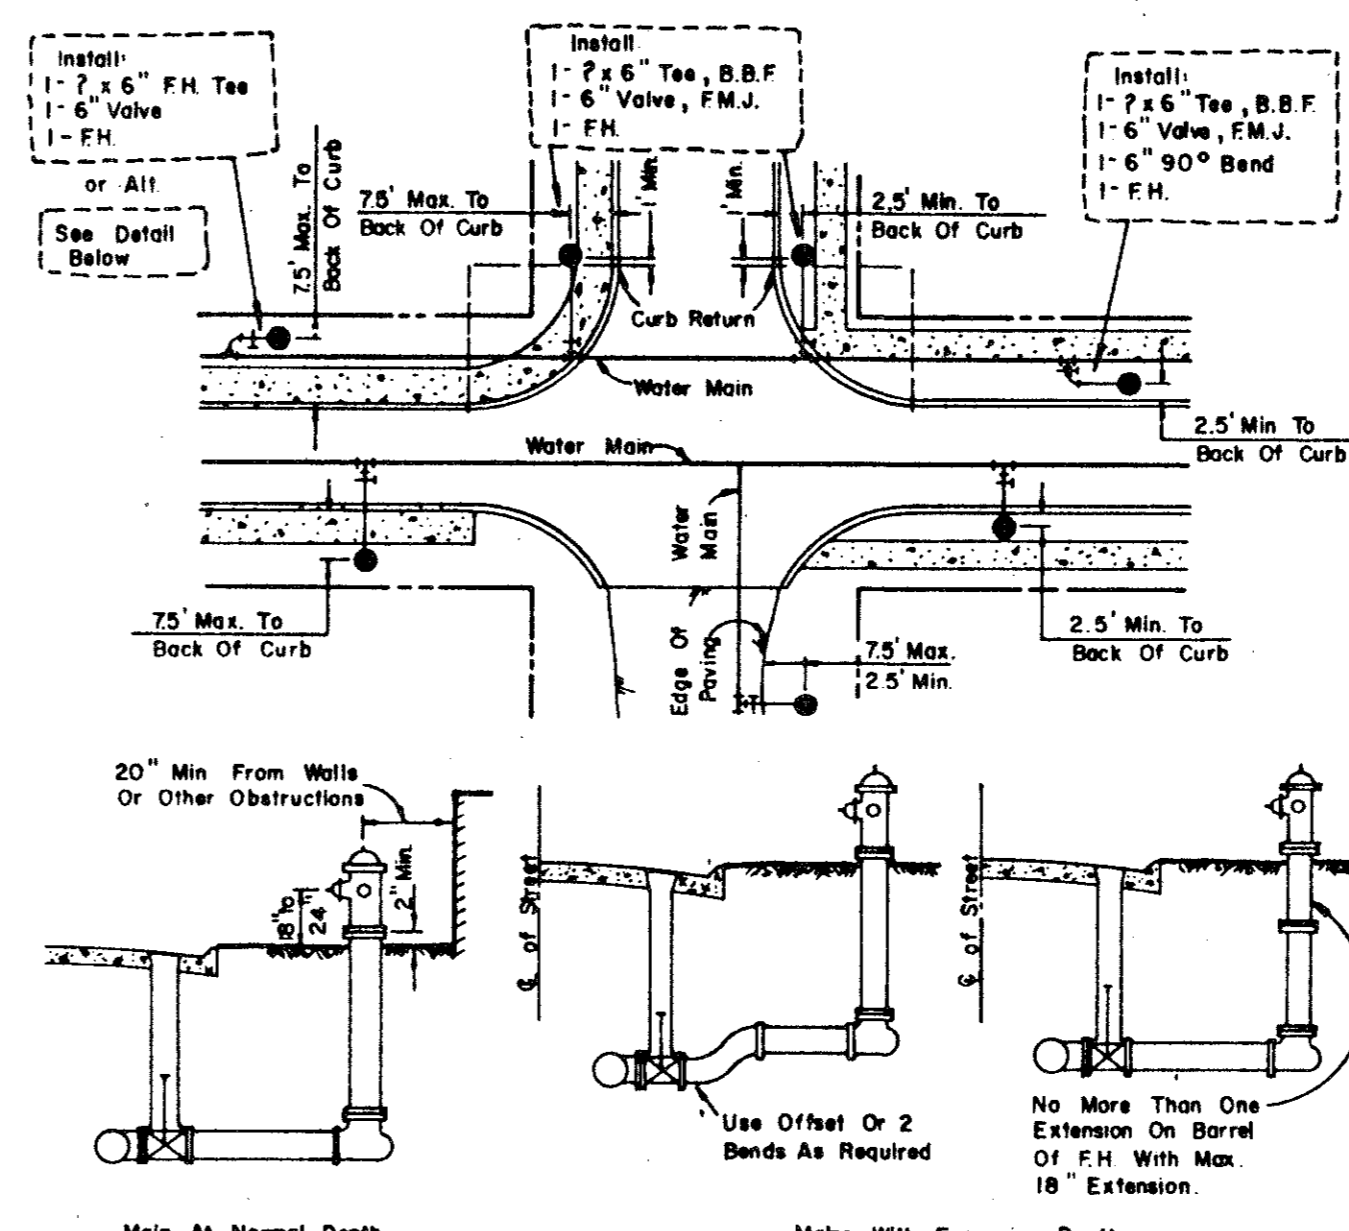 Install:
1- ? x 6" F.H. Tee
1- 6" Valve
1- F.H.
or Alt.
See Detail
Below
Install
1- ? x 6" Tee, B.B.F.
1- 6" Valve, F.M.J.
1- F.H.
Install:
1- ? x 6" Tee, B.B.F.
1- 6" Valve, F.M.J.
1- 6" 90° Bend
1- F.H.
7.5' Max. To
Back Of Curb
7.5' Max. To
Back Of Curb
1' Min.
1' Min.
2.5' Min. To
Back Of Curb
Curb Return
Water Main
Water Main
2.5' Min To
Back Of Curb
Water
Main
7.5' Max. To
Back Of Curb
Edge Of
Paving
7.5' Max.
2.5' Min.
2.5' Min. To
Back Of Curb
20" Min From Walls
Or Other Obstructions
18" to
24"
2" Min.
℄ of Street
℄ of Street
Use Offset Or 2
Bends As Required
No More Than One
Extension On Barrel
Of F.H. With Max.
18" Extension.
Main At Normal Depth